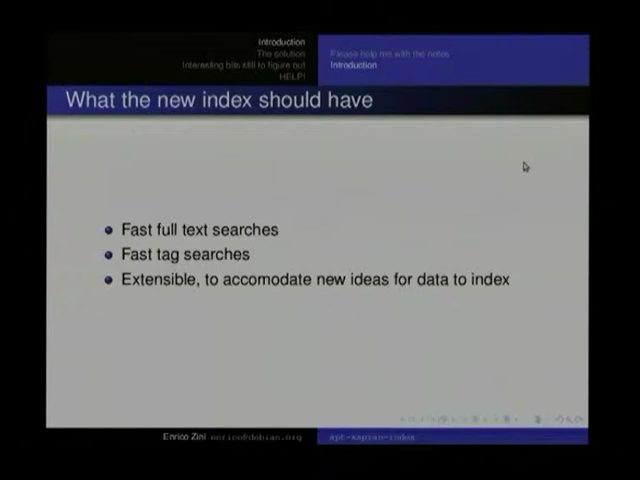 Introduction
The solution
Interesting bits still to figure out
HELP!
Please help me with the notes
Introduction
What the new index should have
Fast full text searches
Fast tag searches
Extensible, to accomodate new ideas for data to index
Enrico Zini enrico@debian.org
apt-xapian-index